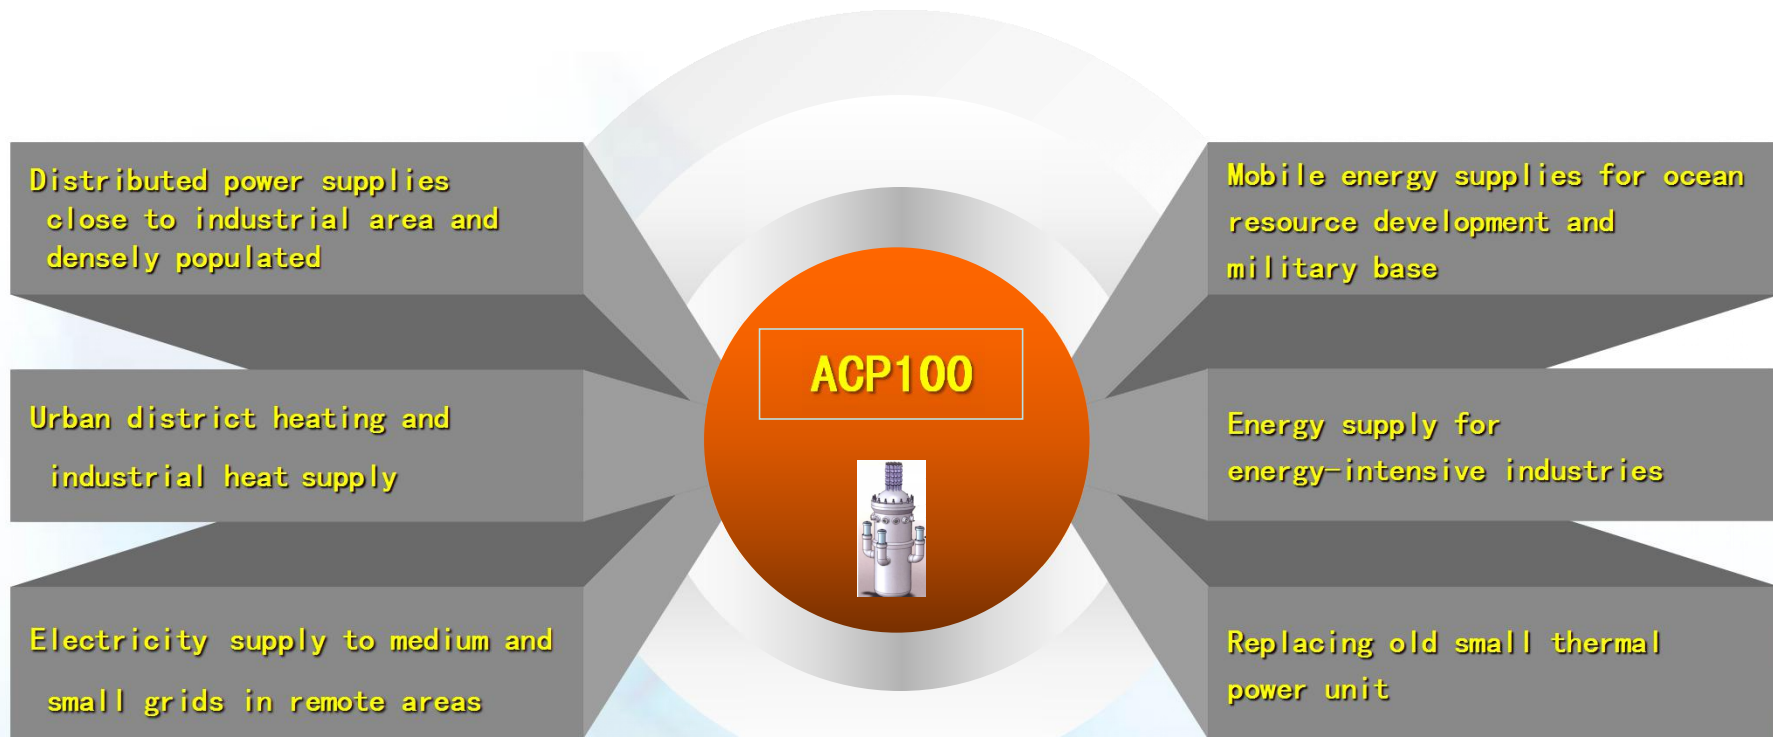 Distributed power supplies
close to industrial area and
densely populated
Urban district heating and
industrial heat supply
Electricity supply to medium and
small grids in remote areas
ACP100
Mobile energy supplies for ocean
resource development and
military base
Energy supply for
energy-intensive industries
Replacing old small thermal
power unit